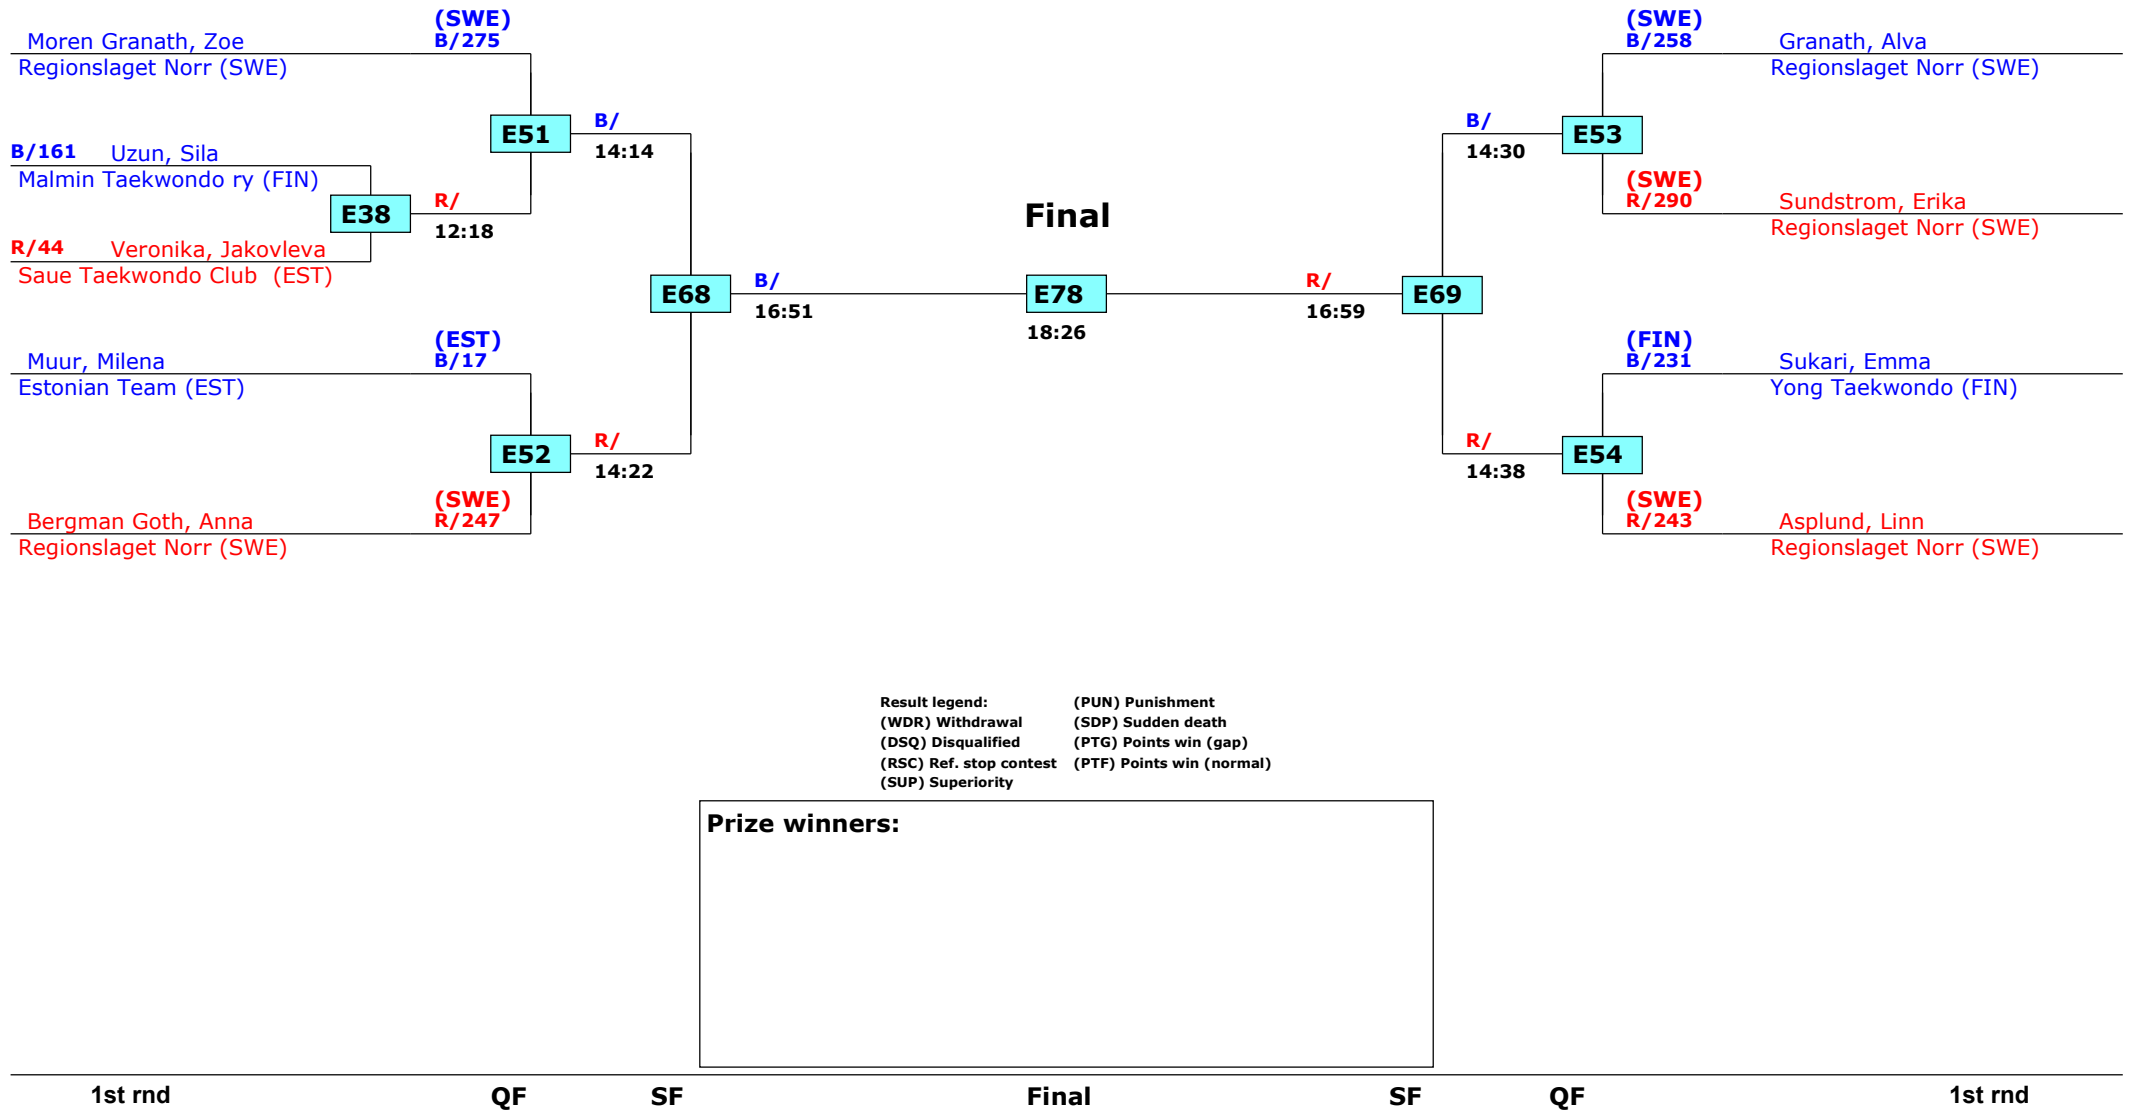 (SWE)
Moren Granath, Zoe B/275
Regionslaget Norr (SWE)
E51
B/
14:14
B/161 Uzun, Sila
Malmin Taekwondo ry (FIN)
E38
R/
12:18
R/44 Veronika, Jakovleva
Saue Taekwondo Club (EST)
E68
B/
16:51
(EST)
Muur, Milena B/17
Estonian Team (EST)
E52
R/
14:22
(SWE)
Bergman Goth, Anna R/247
Regionslaget Norr (SWE)
Final
E78
18:26
(SWE)
B/258 Granath, Alva
Regionslaget Norr (SWE)
B/
E53
14:30
(SWE)
R/290 Sundstrom, Erika
Regionslaget Norr (SWE)
R/
E69
16:59
(FIN)
B/231 Sukari, Emma
Yong Taekwondo (FIN)
R/
E54
14:38
(SWE)
R/243 Asplund, Linn
Regionslaget Norr (SWE)
Result legend: (PUN) Punishment
(WDR) Withdrawal (SDP) Sudden death
(DSQ) Disqualified (PTG) Points win (gap)
(RSC) Ref. stop contest (PTF) Points win (normal)
(SUP) Superiority
Prize winners:
1st rnd QF SF Final SF QF 1st rnd